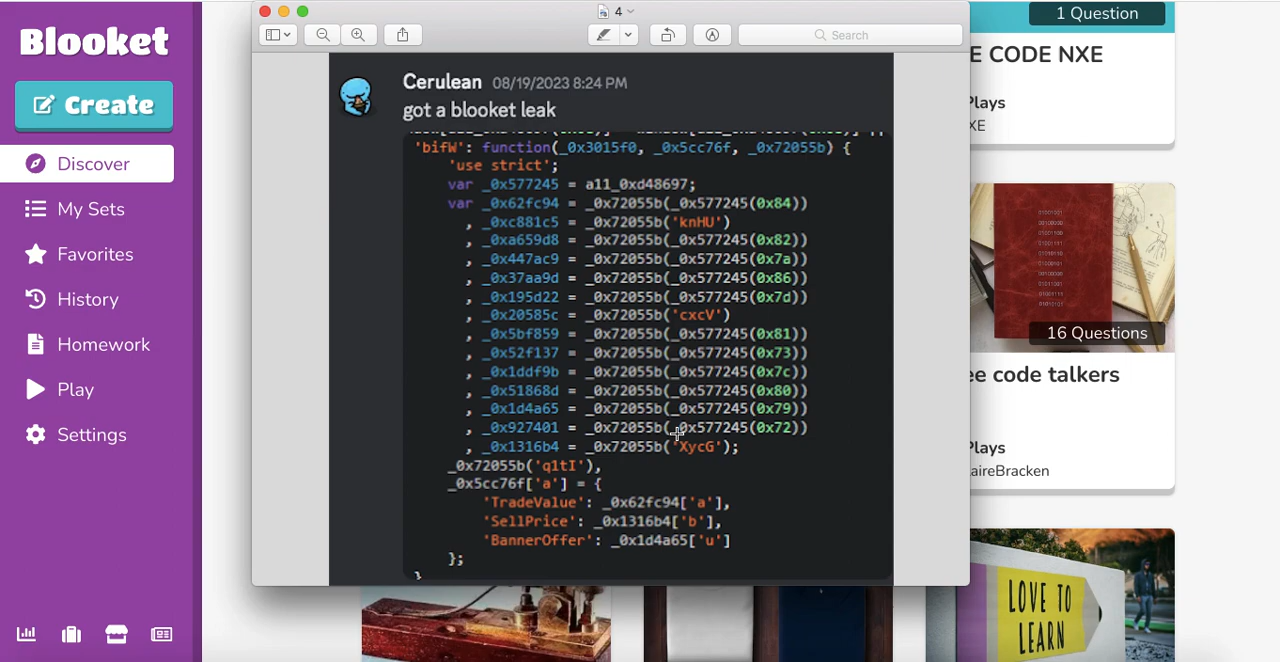 Blooket
Create
Discover
My Sets
Favorites
History
Homework
Play
Settings
4
Search
Cerulean 08/19/2023 8:24 PM
got a blooket leak
'bifW': function(_0x3015f0, _0x5cc76f, _0x72055b) {
'use strict';
var _0x577245 = a11_0xd48697;
var _0x62fc94 = _0x72055b(_0x577245(0x84))
, _0xc881c5 = _0x72055b('knHU')
, _0xa659d8 = _0x72055b(_0x577245(0x82))
, _0x447ac9 = _0x72055b(_0x577245(0x7a))
, _0x37aa9d = _0x72055b(_0x577245(0x86))
, _0x195d22 = _0x72055b(_0x577245(0x7d))
, _0x20585c = _0x72055b('cxcV')
, _0x5bf859 = _0x72055b(_0x577245(0x81))
, _0x52f137 = _0x72055b(_0x577245(0x73))
, _0x1ddf9b = _0x72055b(_0x577245(0x7c))
, _0x51868d = _0x72055b(_0x577245(0x80))
, _0x1d4a65 = _0x72055b(_0x577245(0x79))
, _0x927401 = _0x72055b(_0x577245(0x72))
, _0x1316b4 = _0x72055b('XycG');
_0x72055b('q1tI'),
_0x5cc76f['a'] = {
'TradeValue': _0x62fc94['a'],
'SellPrice': _0x1316b4['b'],
'BannerOffer': _0x1d4a65['u']
};
}
1 Question
E CODE NXE
Plays
XE
16 Questions
ee code talkers
Plays
aireBracken
LOVE TO
LEARN